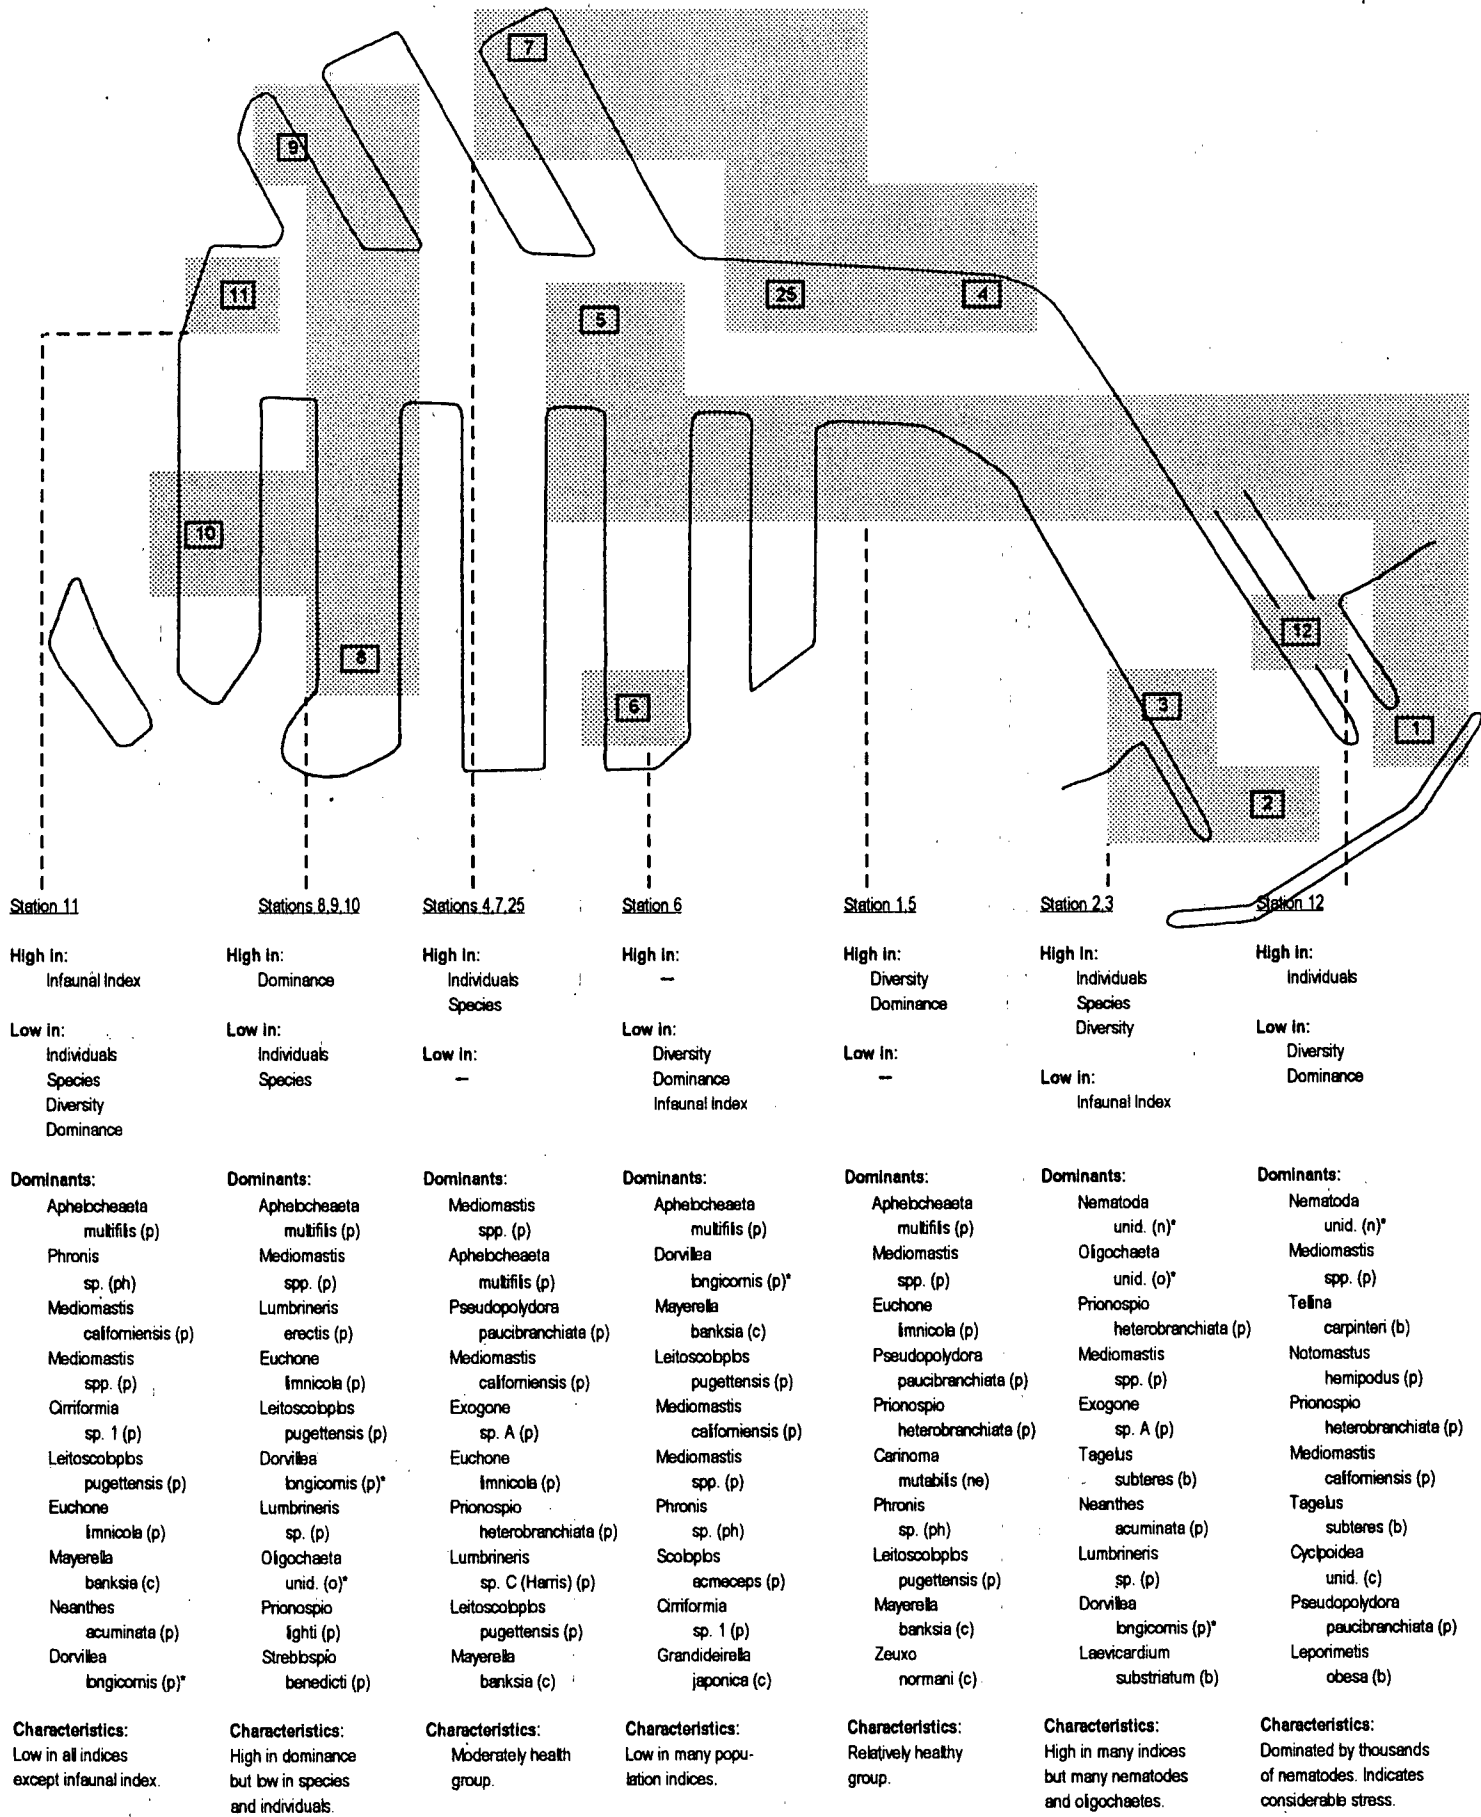 7
9
11
5
25
4
10
8
6
12
3
1
2
Station 11
High in:
Infaunal Index
Low in:
Individuals
Species
Diversity
Dominance
Dominants:
Aphelocheaeta
multifilis (p)
Phronis
sp. (ph)
Mediomastis
californiensis (p)
Mediomastis
spp. (p)
Cirriformia
sp. 1 (p)
Leitoscoloplos
pugettensis (p)
Euchone
limnicola (p)
Mayerella
banksia (c)
Neanthes
acuminata (p)
Dorvillea
longicornis (p)*
Characteristics:
Low in all indices
except infaunal index.
Stations 8,9,10
High in:
Dominance
Low in:
Individuals
Species
Dominants:
Aphelocheaeta
multifilis (p)
Mediomastis
spp. (p)
Lumbrineris
erectis (p)
Euchone
limnicola (p)
Leitoscoloplos
pugettensis (p)
Dorvillea
longicornis (p)*
Lumbrineris
sp. (p)
Oligochaeta
unid. (o)*
Prionospio
lighti (p)
Streblospio
benedicti (p)
Characteristics:
High in dominance
but low in species
and individuals.
Stations 4,7,25
High in:
Individuals
Species
Low in:
–
Dominants:
Mediomastis
spp. (p)
Aphelocheaeta
multifilis (p)
Pseudopolydora
paucibranchiata (p)
Mediomastis
californiensis (p)
Exogone
sp. A (p)
Euchone
limnicola (p)
Prionospio
heterobranchiata (p)
Lumbrineris
sp. C (Harris) (p)
Leitoscoloplos
pugettensis (p)
Mayerella
banksia (c)
Characteristics:
Moderately health
group.
Station 6
High in:
–
Low in:
Diversity
Dominance
Infaunal Index
Dominants:
Aphelocheaeta
multifilis (p)
Dorvillea
longicornis (p)*
Mayerella
banksia (c)
Leitoscoloplos
pugettensis (p)
Mediomastis
californiensis (p)
Mediomastis
spp. (p)
Phronis
sp. (ph)
Scoloplos
acmeceps (p)
Cirriformia
sp. 1 (p)
Grandideirella
japonica (c)
Characteristics:
Low in many popu-
lation indices.
Station 1,5
High in:
Diversity
Dominance
Low in:
–
Dominants:
Aphelocheaeta
multifilis (p)
Mediomastis
spp. (p)
Euchone
limnicola (p)
Pseudopolydora
paucibranchiata (p)
Prionospio
heterobranchiata (p)
Carinoma
mutabilis (ne)
Phronis
sp. (ph)
Leitoscoloplos
pugettensis (p)
Mayerella
banksia (c)
Zeuxo
normani (c)
Characteristics:
Relatively healthy
group.
Station 2,3
High in:
Individuals
Species
Diversity
Low in:
Infaunal Index
Dominants:
Nematoda
unid. (n)*
Oligochaeta
unid. (o)*
Prionospio
heterobranchiata (p)
Mediomastis
spp. (p)
Exogone
sp. A (p)
Tagelus
subteres (b)
Neanthes
acuminata (p)
Lumbrineris
sp. (p)
Dorvillea
longicornis (p)*
Laevicardium
substriatum (b)
Characteristics:
High in many indices
but many nematodes
and oligochaetes.
Station 12
High in:
Individuals
Low in:
Diversity
Dominance
Dominants:
Nematoda
unid. (n)*
Mediomastis
spp. (p)
Tellina
carpinteri (b)
Notomastus
hemipodus (p)
Prionospio
heterobranchiata (p)
Mediomastis
californiensis (p)
Tagelus
subteres (b)
Cyclpoidea
unid. (c)
Pseudopolydora
paucibranchiata (p)
Leporimetis
obesa (b)
Characteristics:
Dominated by thousands
of nematodes. Indicates
considerable stress.